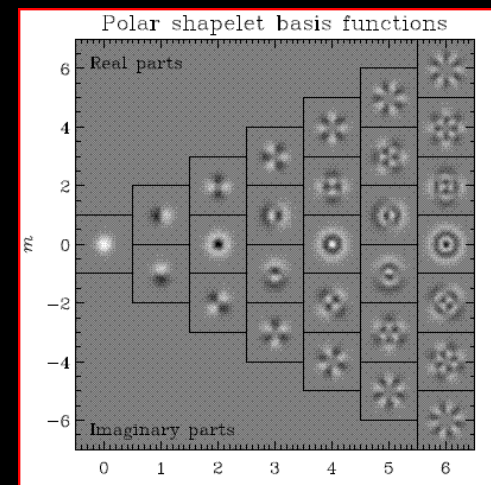 Polar shapelet basis functions
Real parts
6
4
2
0
m
−2
−4
−6
Imaginary parts
0 1 2 3 4 5 6